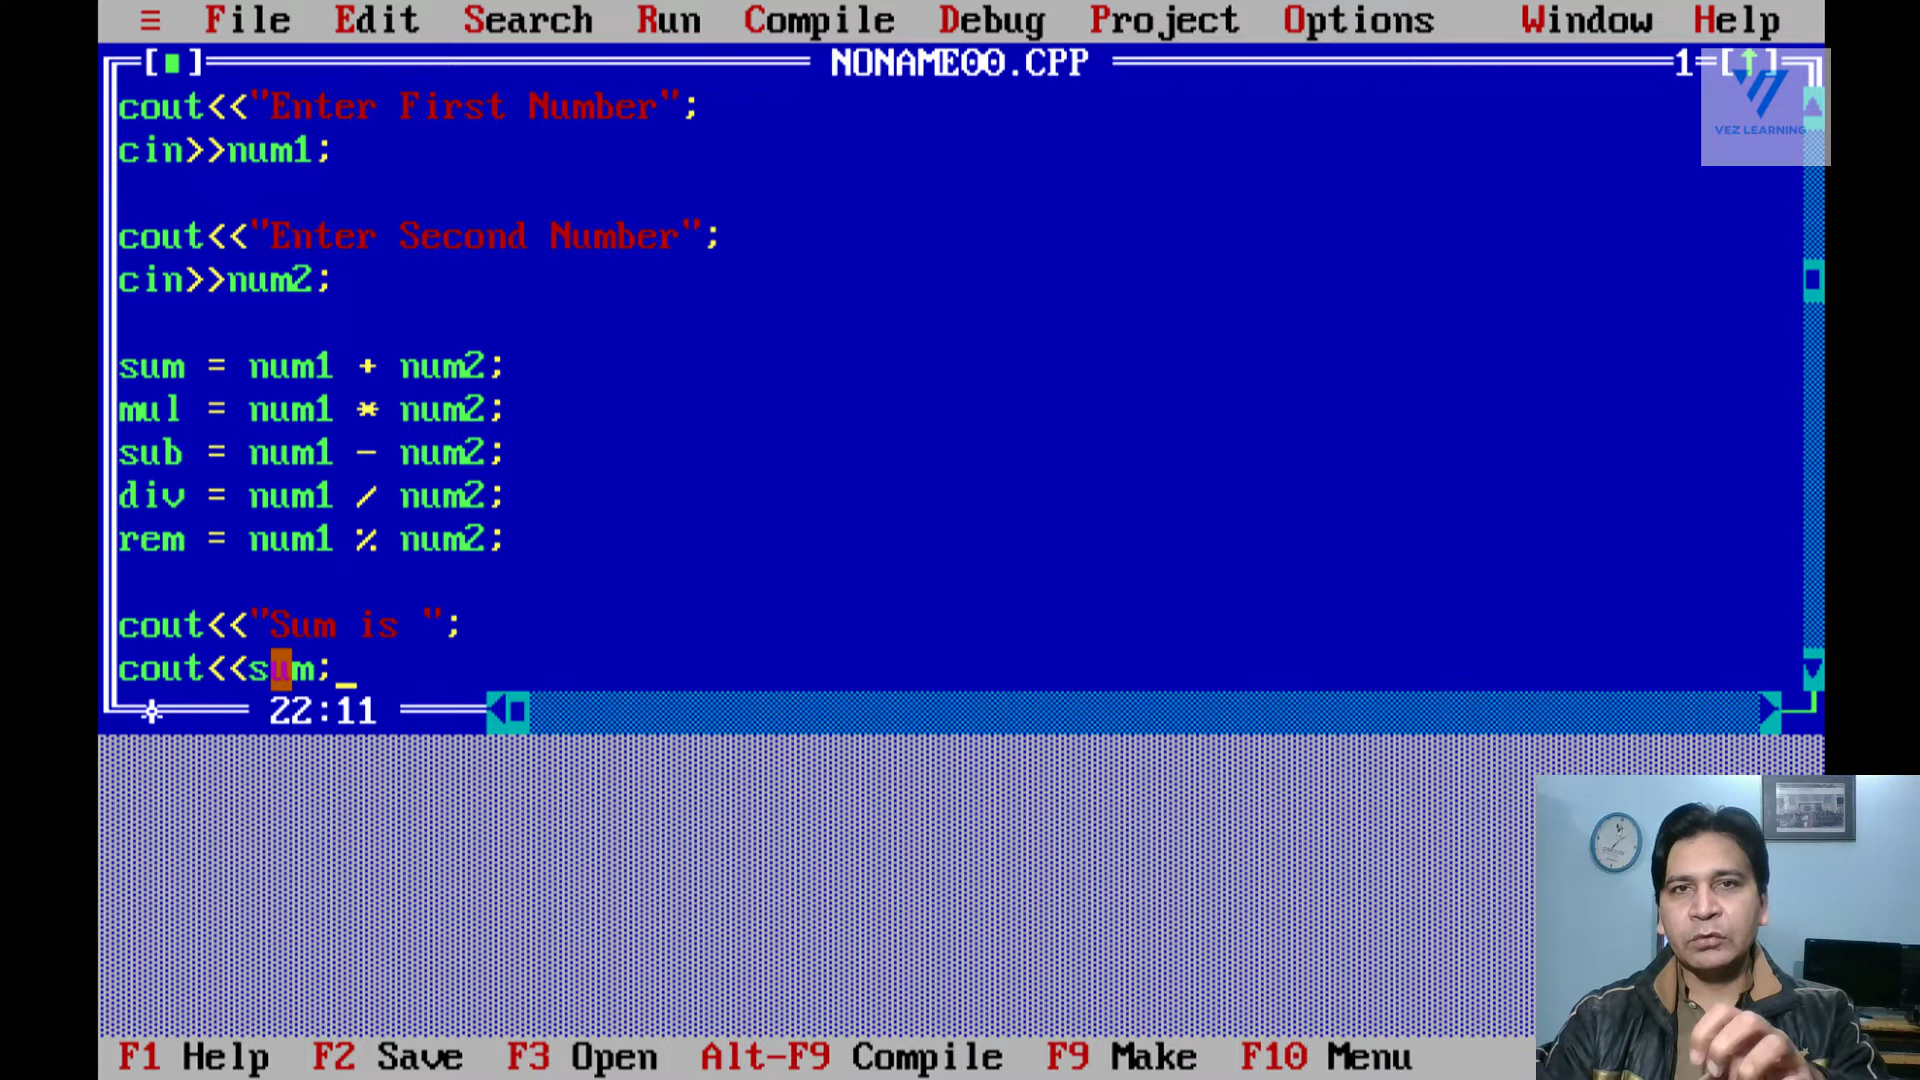 ≡ File Edit Search Run Compile Debug Project Options Window Help
[■] NONAME00.CPP 1=[↑]
VEZ LEARNING
cout<<"Enter First Number";
cin>>num1;
cout<<"Enter Second Number";
cin>>num2;
sum = num1 + num2;
mul = num1 * num2;
sub = num1 - num2;
div = num1 / num2;
rem = num1 % num2;
cout<<"Sum is ";
cout<<sum;_
22:11
F1 Help F2 Save F3 Open Alt-F9 Compile F9 Make F10 Menu